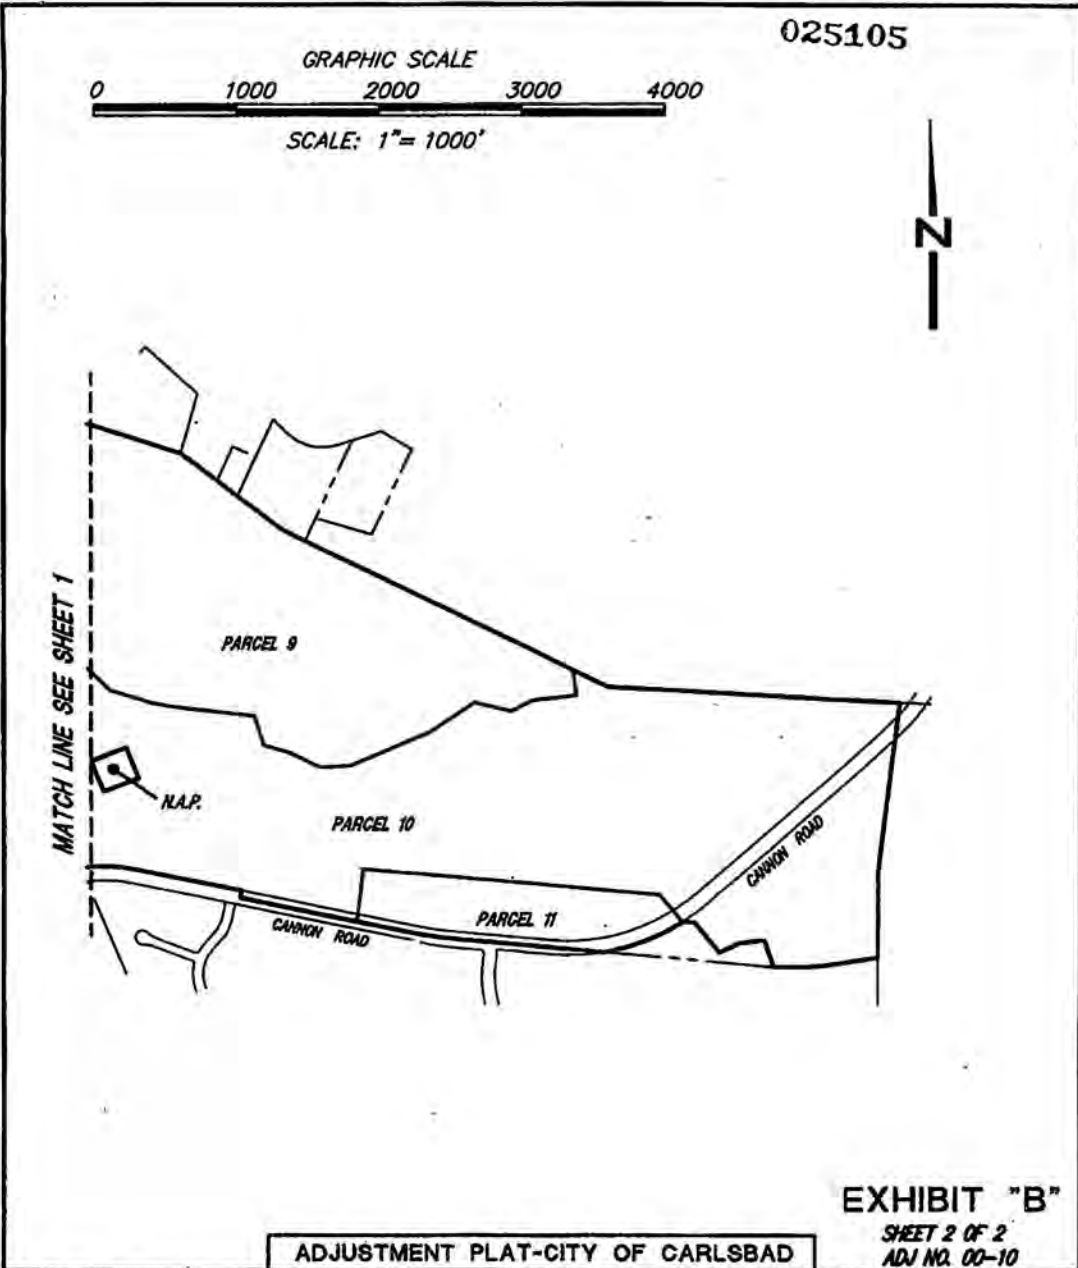 025105
GRAPHIC SCALE
0 1000 2000 3000 4000
SCALE: 1"= 1000'
N
MATCH LINE SEE SHEET 1
PARCEL 9
N.A.P.
PARCEL 10
CANNON ROAD
PARCEL 11
CANNON ROAD
EXHIBIT "B"
SHEET 2 OF 2
ADJ NO. 00-10
ADJUSTMENT PLAT-CITY OF CARLSBAD